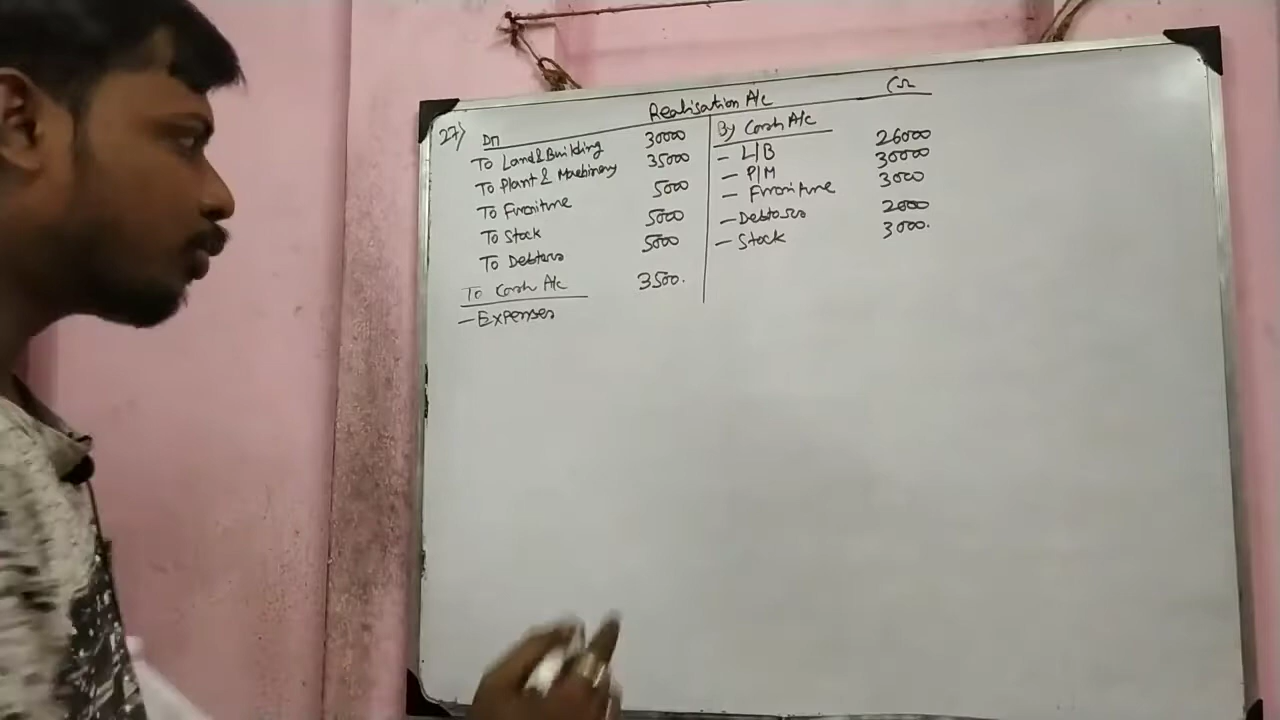 27) Realisation A/c
Dr Cr
To Land & Building 30000
To Plant & Machinery 35000
To Furniture 5000
To Stock 5000
To Debtors 5000
To Cash A/c 3500.
- Expenses
By Cash A/c
- L|B 26000
- P|M 30000
- Furniture 3000
- Debtors 2000
- Stock 3000.